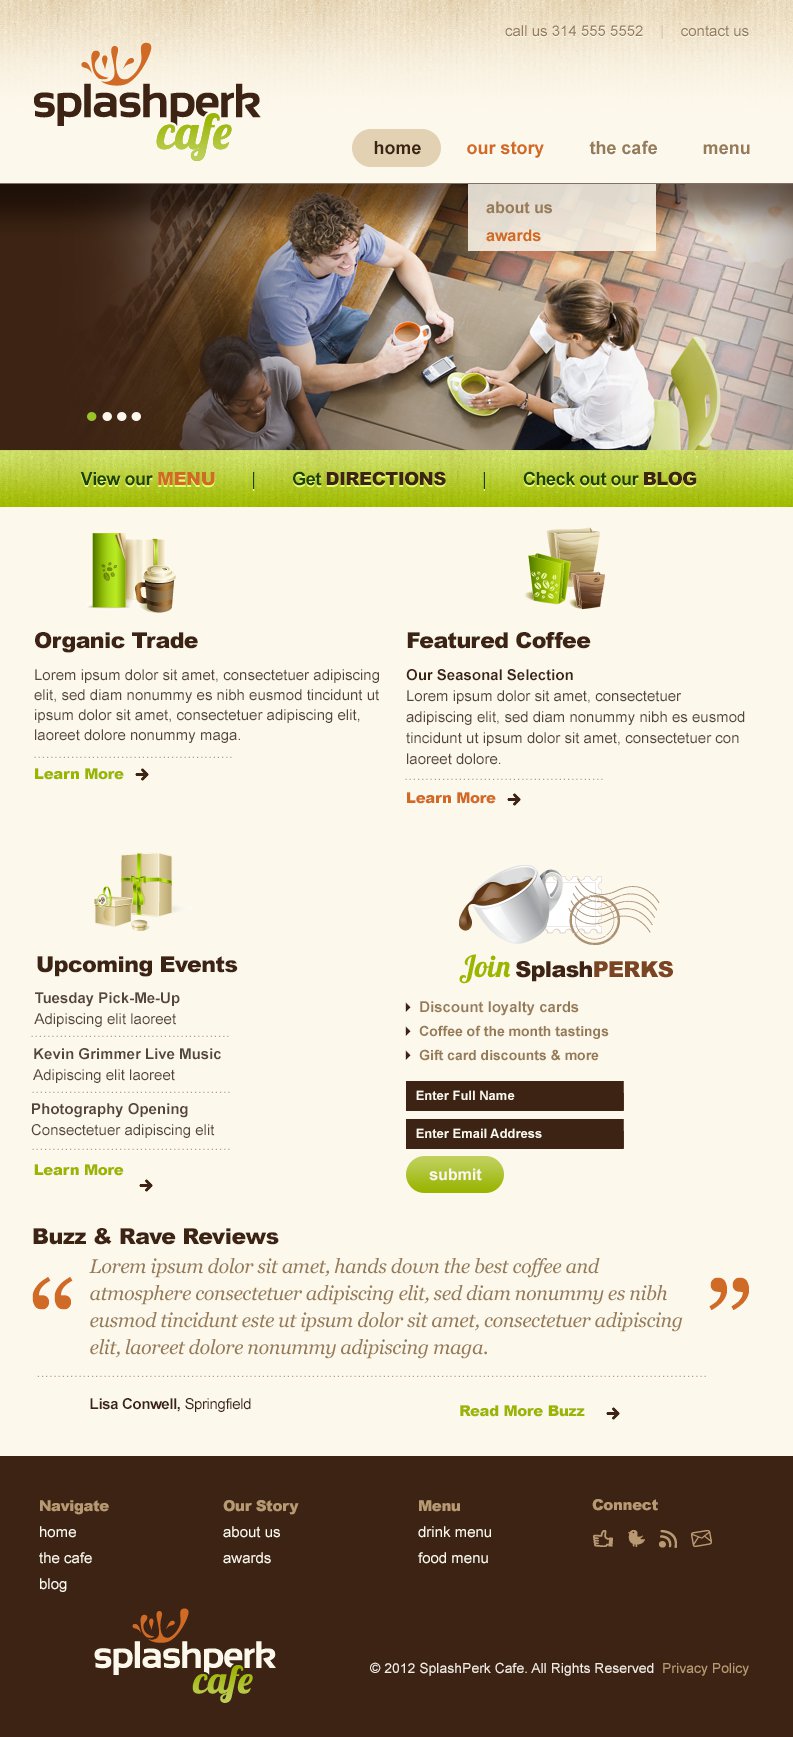 call us 314 555 5552 | contact us
splashperk
cafe
home our story the cafe menu
about us
awards
View our MENU | Get DIRECTIONS | Check out our BLOG
Organic Trade
Lorem ipsum dolor sit amet, consectetuer adipiscing
elit, sed diam nonummy es nibh eusmod tincidunt ut
ipsum dolor sit amet, consectetuer adipiscing elit,
laoreet dolore nonummy maga.
Learn More
Featured Coffee
Our Seasonal Selection
Lorem ipsum dolor sit amet, consectetuer
adipiscing elit, sed diam nonummy nibh es eusmod
tincidunt ut ipsum dolor sit amet, consectetuer con
laoreet dolore.
Learn More
Upcoming Events
Tuesday Pick-Me-Up
Adipiscing elit laoreet
Kevin Grimmer Live Music
Adipiscing elit laoreet
Photography Opening
Consectetuer adipiscing elit
Learn More
Join SplashPERKS
Discount loyalty cards
Coffee of the month tastings
Gift card discounts & more
Enter Full Name
Enter Email Address
submit
Buzz & Rave Reviews
“ Lorem ipsum dolor sit amet, hands down the best coffee and
atmosphere consectetuer adipiscing elit, sed diam nonummy es nibh
eusmod tincidunt este ut ipsum dolor sit amet, consectetuer adipiscing
elit, laoreet dolore nonummy adipiscing maga. ”
Lisa Conwell, Springfield
Read More Buzz
Navigate
home
the cafe
blog
Our Story
about us
awards
Menu
drink menu
food menu
Connect
splashperk
cafe
© 2012 SplashPerk Cafe. All Rights Reserved Privacy Policy